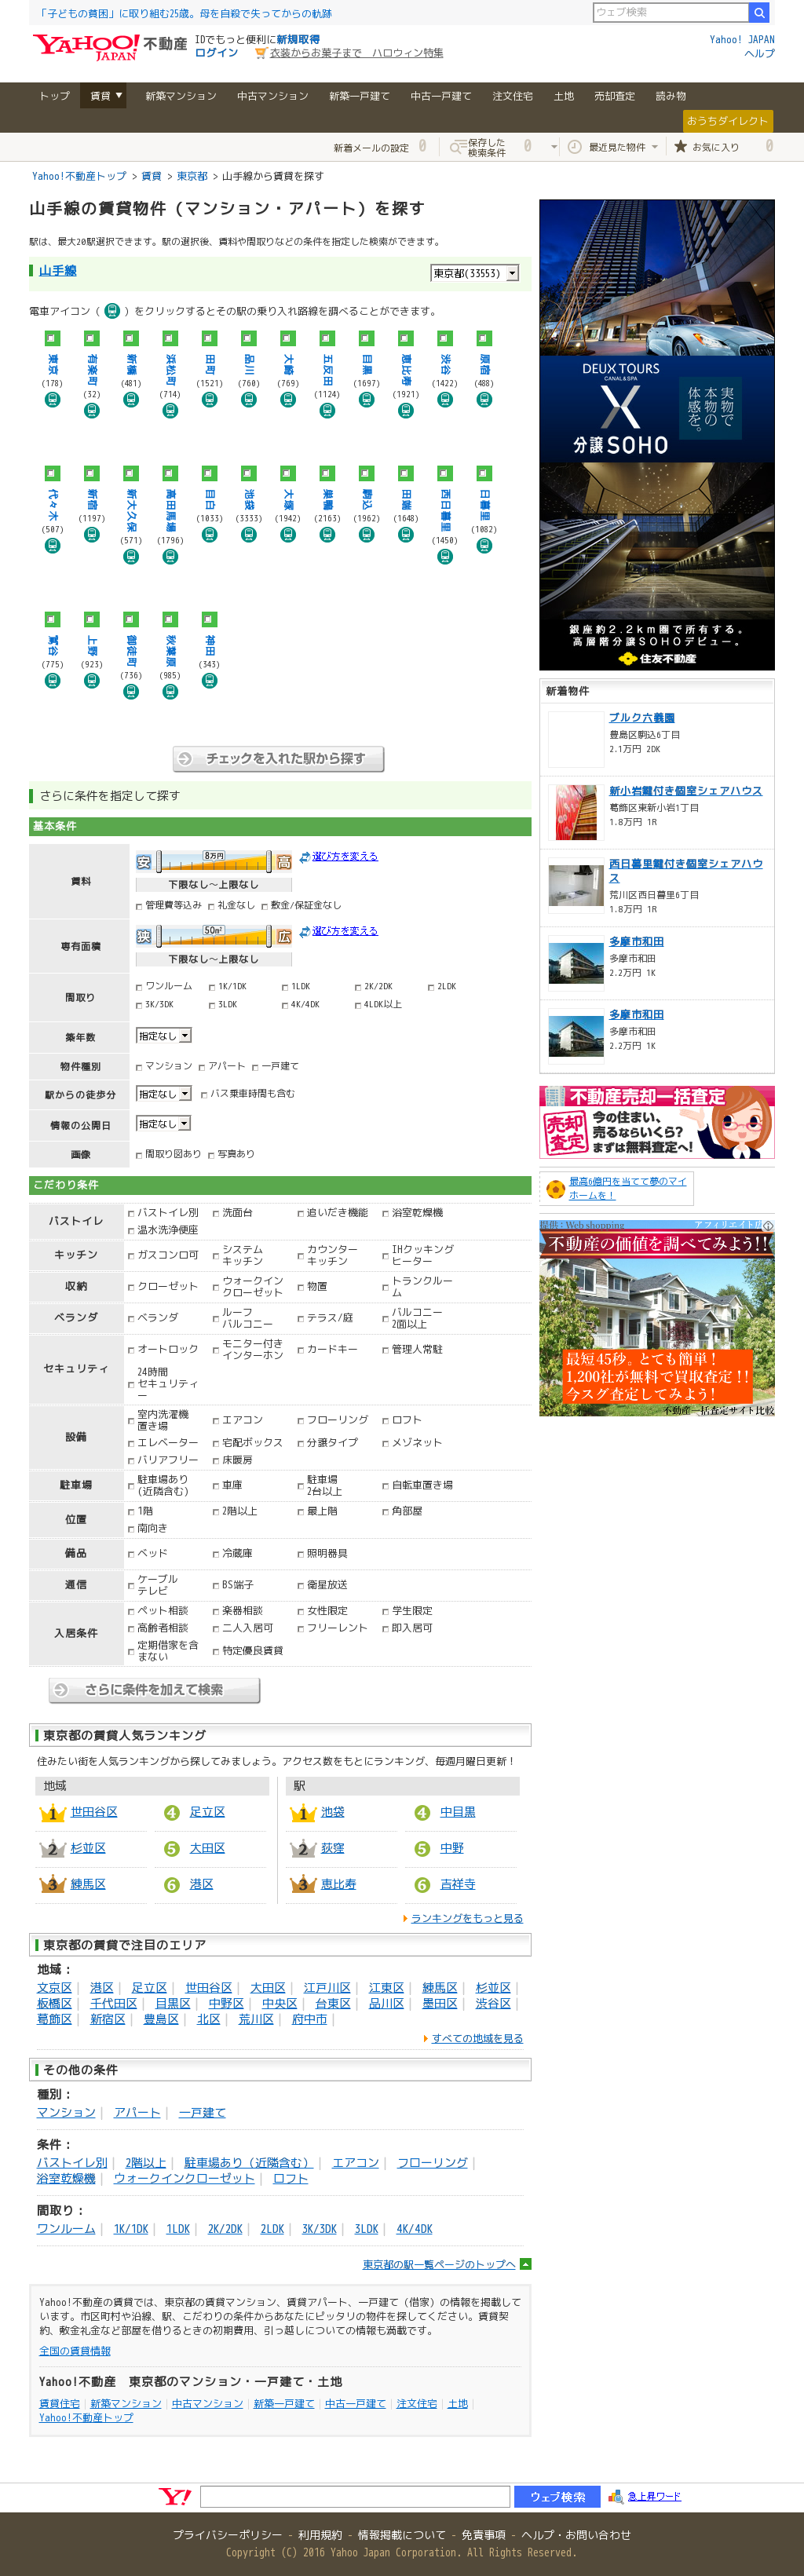 「子どもの貧困」に取り組む25歳。母を自殺で失ってからの軌跡
ウェブ検索
YAHOO! 不動産
JAPAN
IDでもっと便利に新規取得
ログイン
衣装からお菓子まで　ハロウィン特集
Yahoo! JAPAN
ヘルプ
トップ 賃貸 ▼ 新築マンション 中古マンション 新築一戸建て 中古一戸建て 注文住宅 土地 売却査定 読み物
おうちダイレクト
新着メールの設定 0 保存した検索条件 0 最近見た物件 お気に入り 0
Yahoo!不動産トップ > 賃貸 > 東京都 > 山手線から賃貸を探す
山手線の賃貸物件（マンション・アパート）を探す
駅は、最大20駅選択できます。駅の選択後、賃料や間取りなどの条件を指定した検索ができます。
山手線
東京都(33553)
電車アイコン（ ）をクリックするとその駅の乗り入れ路線を調べることができます。
東京 (178)
有楽町 (32)
新橋 (481)
浜松町 (714)
田町 (1521)
品川 (760)
大崎 (769)
五反田 (1124)
目黒 (1697)
恵比寿 (1921)
渋谷 (1422)
原宿 (488)
代々木 (507)
新宿 (1197)
新大久保 (571)
高田馬場 (1796)
目白 (1033)
池袋 (3333)
大塚 (1942)
巣鴨 (2163)
駒込 (1962)
田端 (1648)
西日暮里 (1450)
日暮里 (1082)
鶯谷 (775)
上野 (923)
御徒町 (736)
秋葉原 (985)
神田 (343)
チェックを入れた駅から探す
さらに条件を指定して探す
基本条件
賃料
安 8万円 高 選び方を変える
下限なし～上限なし
管理費等込み 礼金なし 敷金/保証金なし
専有面積
狭 50m² 広 選び方を変える
下限なし～上限なし
間取り
ワンルーム 1K/1DK 1LDK 2K/2DK 2LDK
3K/3DK 3LDK 4K/4DK 4LDK以上
築年数 指定なし
物件種別 マンション アパート 一戸建て
駅からの徒歩分 指定なし バス乗車時間も含む
情報の公開日 指定なし
画像 間取り図あり 写真あり
こだわり条件
バストイレ
バストイレ別 洗面台 追いだき機能 浴室乾燥機
温水洗浄便座
キッチン
ガスコンロ可 システムキッチン カウンターキッチン IHクッキングヒーター
収納
クローゼット ウォークインクローゼット 物置 トランクルーム
ベランダ
ベランダ ルーフバルコニー テラス/庭 バルコニー2面以上
セキュリティ
オートロック モニター付きインターホン カードキー 管理人常駐
24時間セキュリティー
設備
室内洗濯機置き場 エアコン フローリング ロフト
エレベーター 宅配ボックス 分譲タイプ メゾネット
バリアフリー 床暖房
駐車場
駐車場あり(近隣含む) 車庫 駐車場2台以上 自転車置き場
位置
1階 2階以上 最上階 角部屋
南向き
備品
ベッド 冷蔵庫 照明器具
通信
ケーブルテレビ BS端子 衛星放送
入居条件
ペット相談 楽器相談 女性限定 学生限定
高齢者相談 二人入居可 フリーレント 即入居可
定期借家を含まない 特定優良賃貸
さらに条件を加えて検索
東京都の賃貸人気ランキング
住みたい街を人気ランキングから探してみましょう。アクセス数をもとにランキング、毎週月曜日更新！
地域
1 世田谷区 4 足立区
2 杉並区 5 大田区
3 練馬区 6 港区
駅
1 池袋 4 中目黒
2 荻窪 5 中野
3 恵比寿 6 吉祥寺
ランキングをもっと見る
東京都の賃貸で注目のエリア
地域：
文京区｜ 港区｜ 足立区｜ 世田谷区｜ 大田区｜ 江戸川区｜ 江東区｜ 練馬区｜ 杉並区｜
板橋区｜ 千代田区｜ 目黒区｜ 中野区｜ 中央区｜ 台東区｜ 品川区｜ 墨田区｜ 渋谷区｜
葛飾区｜ 新宿区｜ 豊島区｜ 北区｜ 荒川区｜ 府中市｜
すべての地域を見る
その他の条件
種別：
マンション｜ アパート｜ 一戸建て
条件：
バストイレ別｜ 2階以上｜ 駐車場あり（近隣含む）｜ エアコン｜ フローリング｜
浴室乾燥機｜ ウォークインクローゼット｜ ロフト
間取り：
ワンルーム｜ 1K/1DK｜ 1LDK｜ 2K/2DK｜ 2LDK｜ 3K/3DK｜ 3LDK｜ 4K/4DK
東京都の駅一覧ページのトップへ
Yahoo!不動産の賃貸では、東京都の賃貸マンション、賃貸アパート、一戸建て（借家）の情報を掲載して
います。市区町村や沿線、駅、こだわりの条件からあなたにピッタリの物件を探してください。賃貸契
約、敷金礼金など部屋を借りるときの初期費用、引っ越しについての情報も満載です。
全国の賃貸情報
Yahoo!不動産　東京都のマンション・一戸建て・土地
賃貸住宅｜新築マンション｜中古マンション｜新築一戸建て｜中古一戸建て｜注文住宅｜土地｜
Yahoo!不動産トップ
DEUX TOURS
CANAL & SPA
X
分譲SOHO
実物で
本物の
体感を。
銀座約2.2km圏で所有する。
高層階分譲SOHOデビュー。
住友不動産
新着物件
ブルク六義園
豊島区駒込6丁目
2.1万円 2DK
新小岩鍵付き個室シェアハウス
葛飾区東新小岩1丁目
1.8万円 1R
西日暮里鍵付き個室シェアハウス
荒川区西日暮里6丁目
1.8万円 1R
多摩市和田
多摩市和田
2.2万円 1K
多摩市和田
多摩市和田
2.2万円 1K
不動産売却一括査定
売却査定
今の住まい、
売るならいくら？
まずは無料査定へ！
最高6億円を当てて夢のマイホームを！
提供：Web shopping
不動産の価値を調べてみよう!!
最短45秒。とても簡単！
1,200社が無料で買取査定！！
今スグ査定してみよう！
不動産一括査定サイト比較
Y! ウェブ検索 急上昇ワード
プライバシーポリシー - 利用規約 - 情報掲載について - 免責事項 - ヘルプ・お問い合わせ
Copyright (C) 2016 Yahoo Japan Corporation. All Rights Reserved.